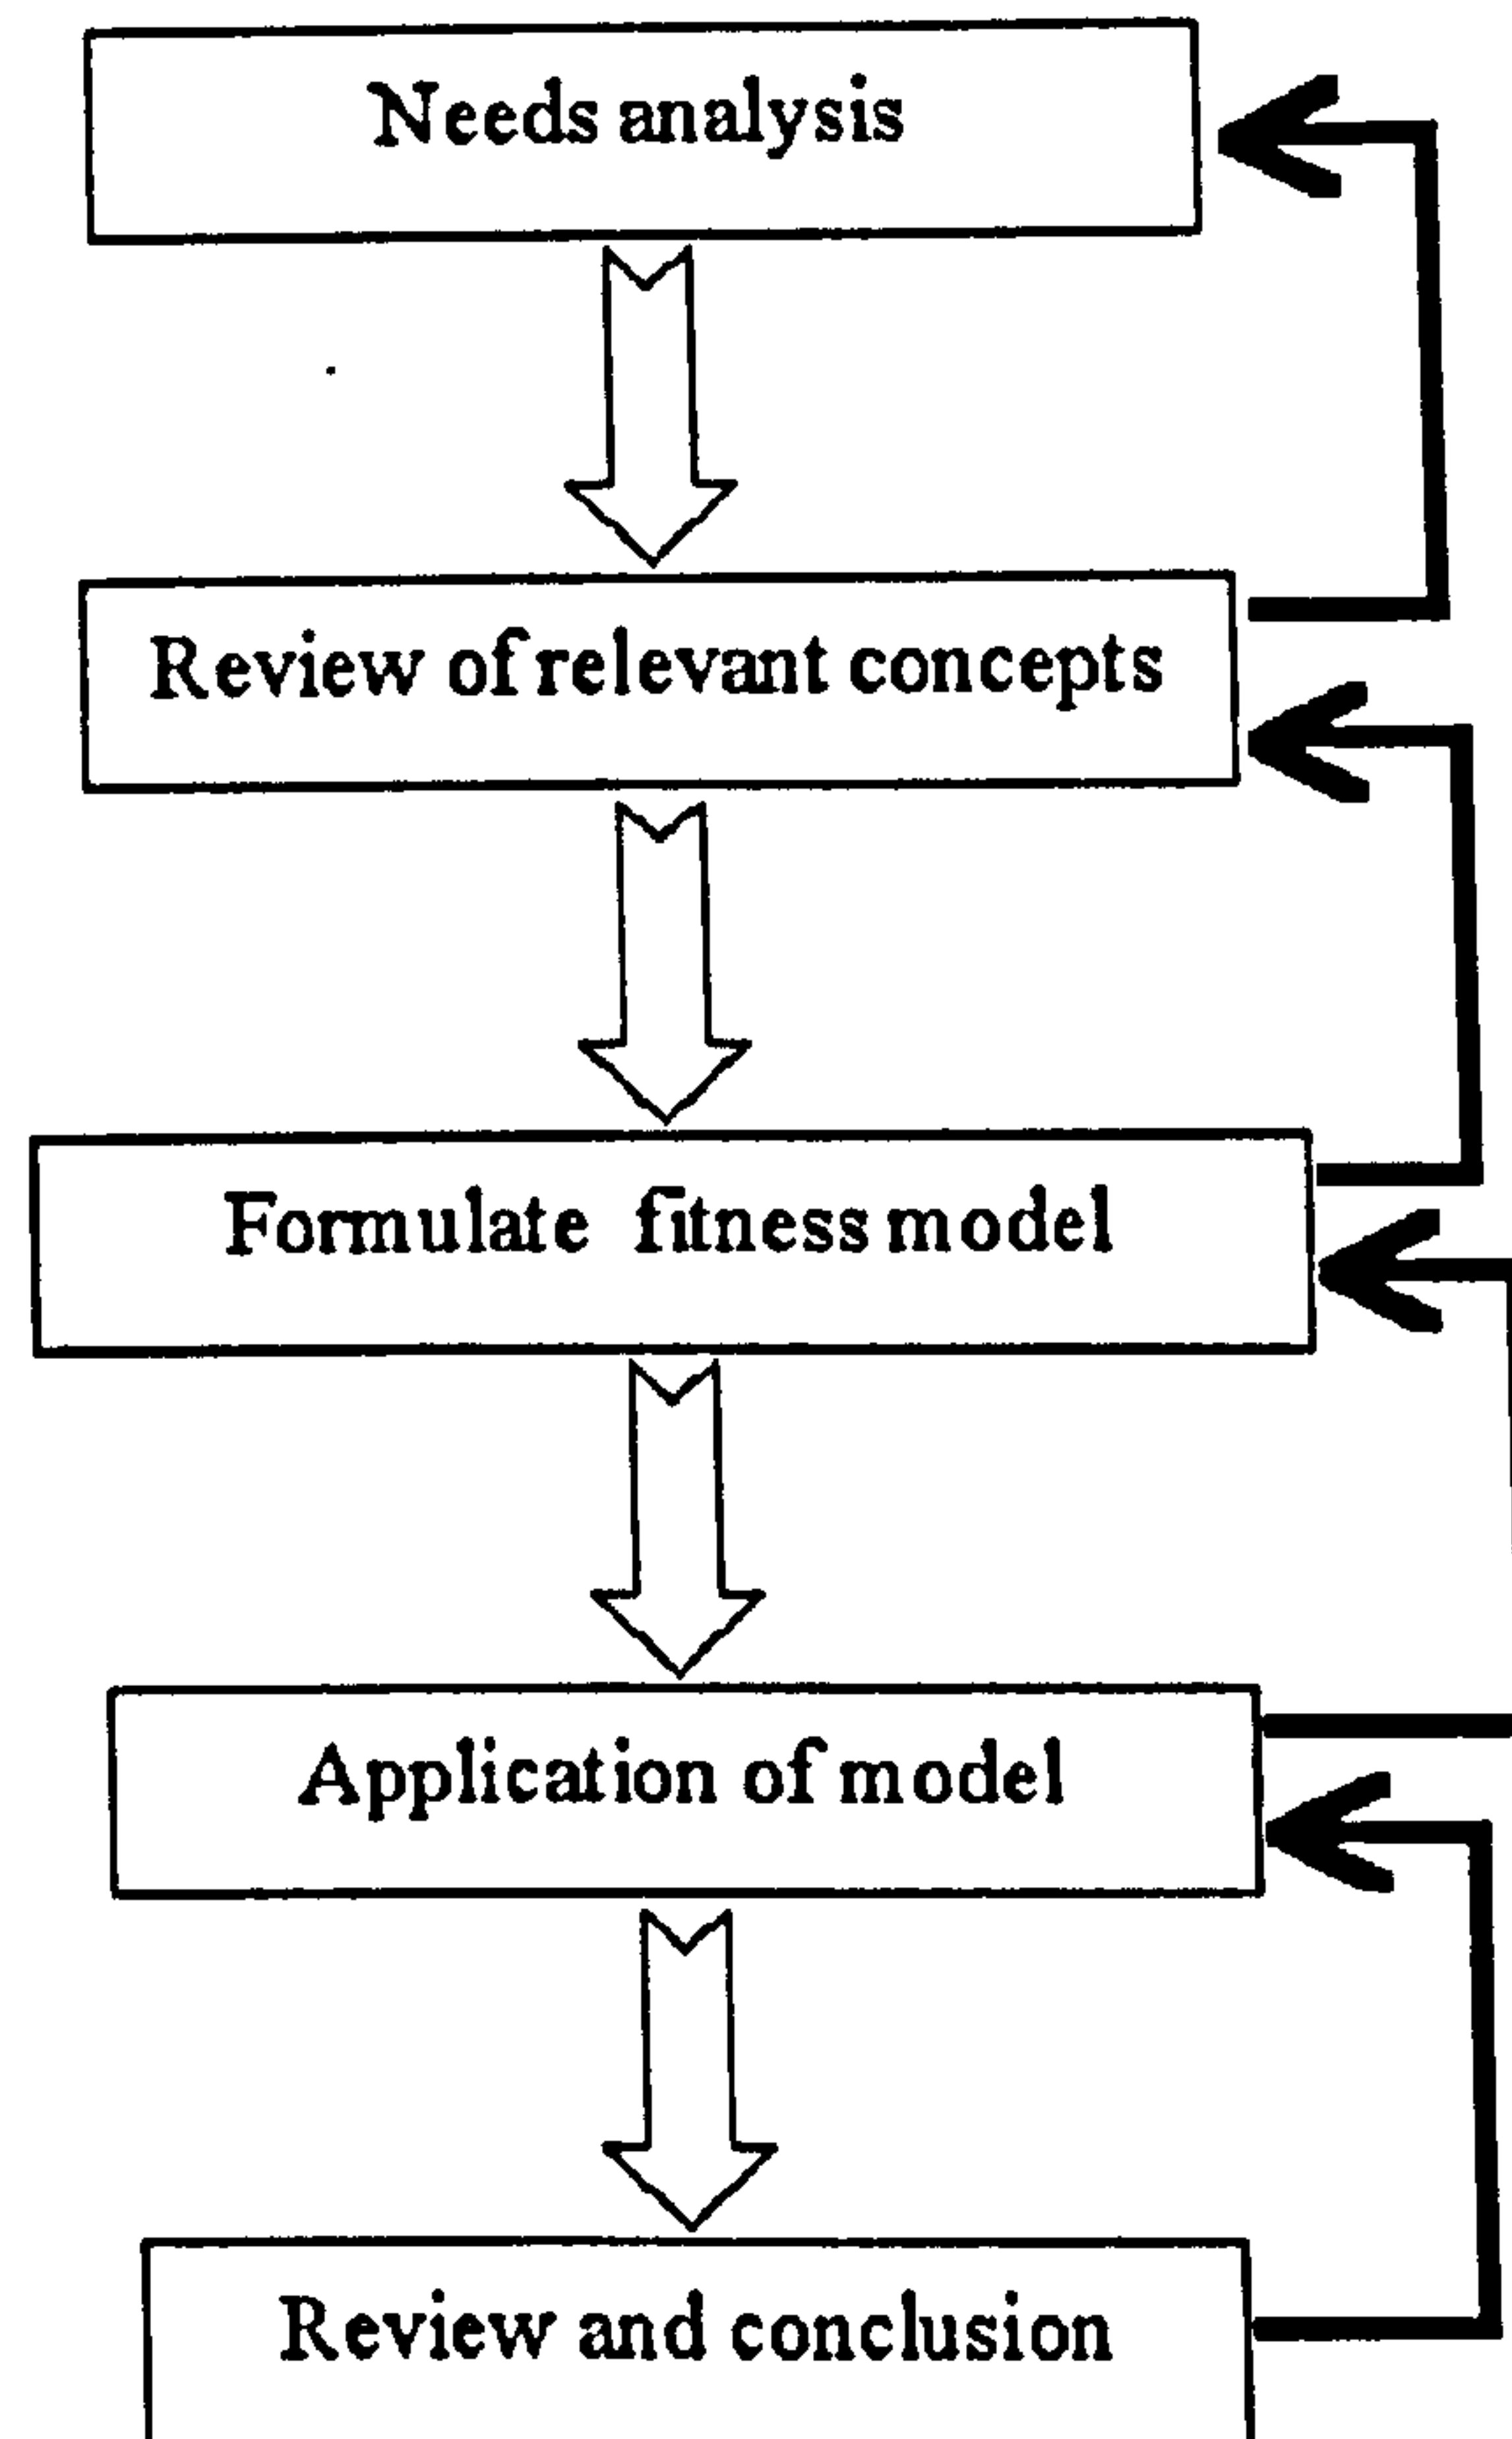 Needs analysis
Review of relevant concepts
Formulate fitness model
Application of model
Review and conclusion